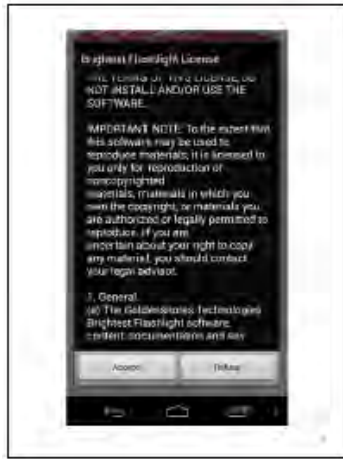 Brightest Flashlight License
THE TERMS OF THIS LICENSE, DO
NOT INSTALL AND/OR USE THE
SOFTWARE.
IMPORTANT NOTE: To the extent that
this software may be used to
reproduce materials, it is licensed to
you only for reproduction of
noncopyrighted
materials, materials in which you
own the copyright, or materials you
are authorized or legally permitted to
reproduce. If you are
uncertain about your right to copy
any material, you should contact
your legal advisor.
1. General.
(a) The Goldenshores Technologies
Brightest Flashlight software,
content, documentation and any
Accept Refuse